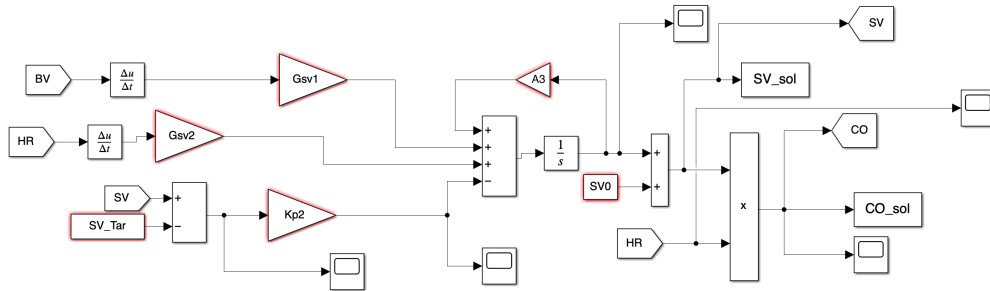 SV
BV
Δu
Δt
Gsv1
A3
SV_sol
HR
Δu
Δt
Gsv2
+
+
+
−
1
s
+
+
SV0
CO
SV
+
−
SV_Tar
Kp2
x
CO_sol
HR